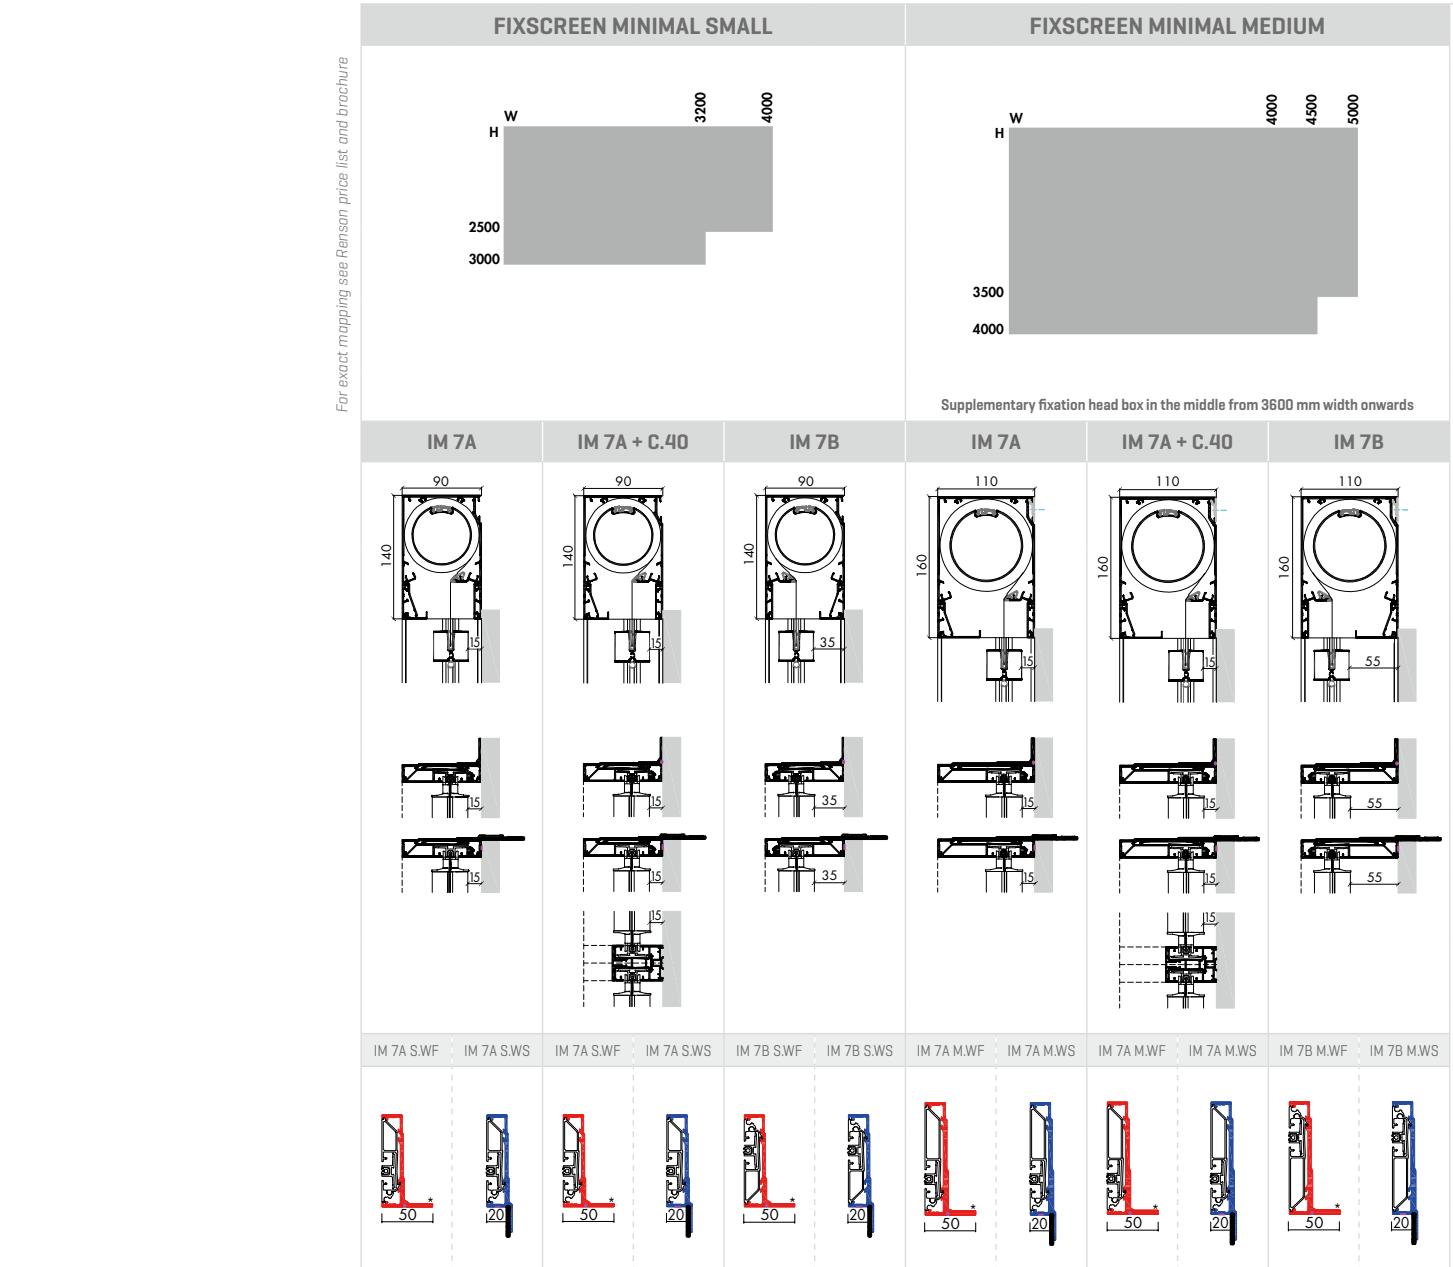 FIXSCREEN MINIMAL SMALL
FIXSCREEN MINIMAL MEDIUM
For exact mapping see Renson price list and brochure
W
3200
4000
H
2500
3000
W
4000
4500
5000
H
3500
4000
Supplementary fixation head box in the middle from 3600 mm width onwards
IM 7A
IM 7A + C.40
IM 7B
IM 7A
IM 7A + C.40
IM 7B
90
90
90
110
110
110
140
140
140
160
160
160
15
15
35
15
15
55
15
15
35
15
15
55
15
15
35
15
15
55
15
15
IM 7A S.WF
IM 7A S.WS
IM 7A S.WF
IM 7A S.WS
IM 7B S.WF
IM 7B S.WS
IM 7A M.WF
IM 7A M.WS
IM 7A M.WF
IM 7A M.WS
IM 7B M.WF
IM 7B M.WS
*
*
*
*
*
*
50
20
50
20
50
20
50
20
50
20
50
20